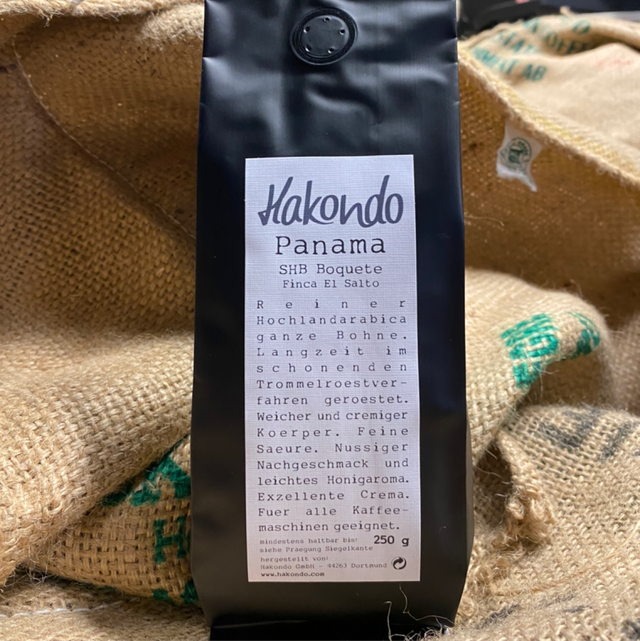 Hakondo
Panama
SHB Boquete
Finca El Salto
Reiner
Hochlandarabica
ganze Bohne.
Langzeit im
schonenden
Trommelroestver-
fahren geroestet.
Weicher und cremiger
Koerper. Feine
Saeure. Nussiger
Nachgeschmack und
leichtes Honigaroma.
Exzellente Crema.
Fuer alle Kaffee-
maschinen geeignet.
mindestens haltbar bis:
siehe Praegung Siegelkante
250 g
hergestellt von:
Hakondo GmbH - 44263 Dortmund
www.hakondo.com